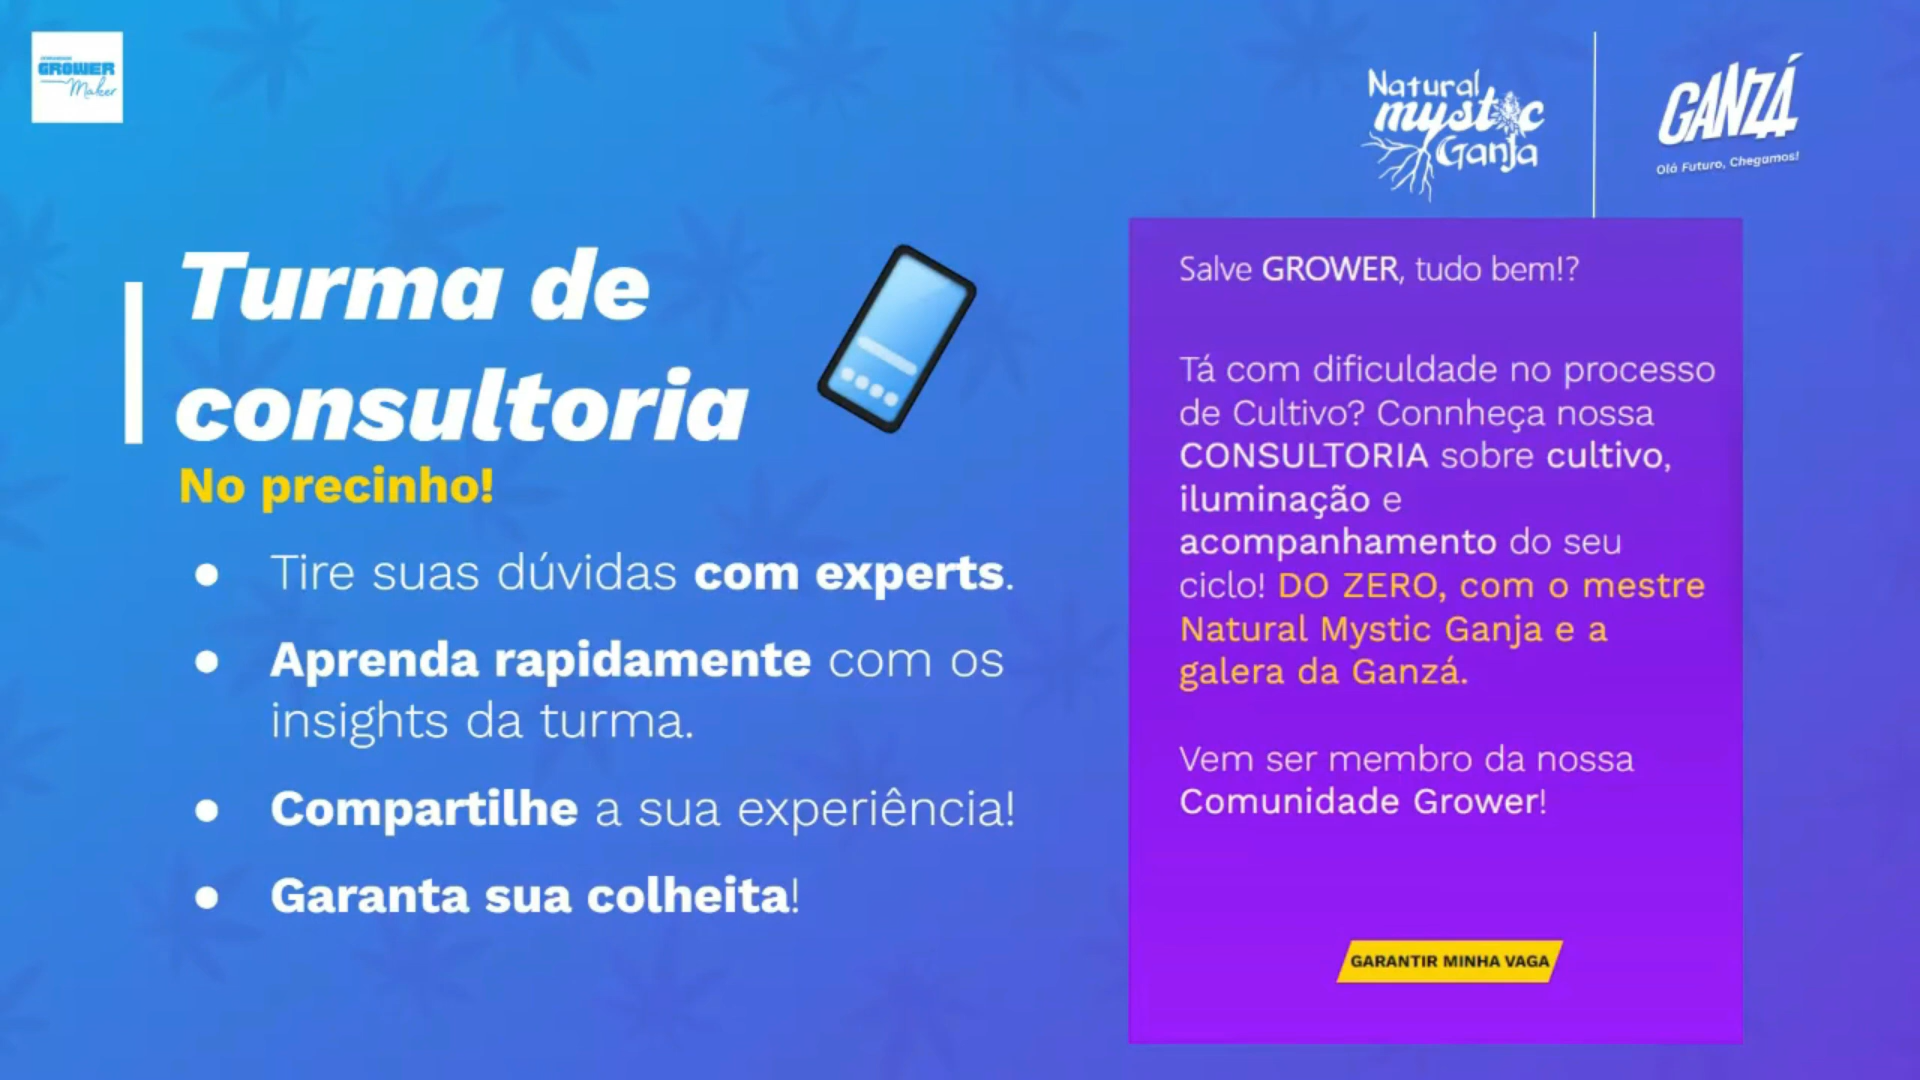 GROWER
Maker
Natural
mystic
Ganja
GANZÁ
Olá Futuro, Chegamos!
Turma de
consultoria
No precinho!
● Tire suas dúvidas com experts.
● Aprenda rapidamente com os
insights da turma.
● Compartilhe a sua experiência!
● Garanta sua colheita!
Salve GROWER, tudo bem!?
Tá com dificuldade no processo
de Cultivo? Connheça nossa
CONSULTORIA sobre cultivo,
iluminação e
acompanhamento do seu
ciclo! DO ZERO, com o mestre
Natural Mystic Ganja e a
galera da Ganzá.
Vem ser membro da nossa
Comunidade Grower!
GARANTIR MINHA VAGA